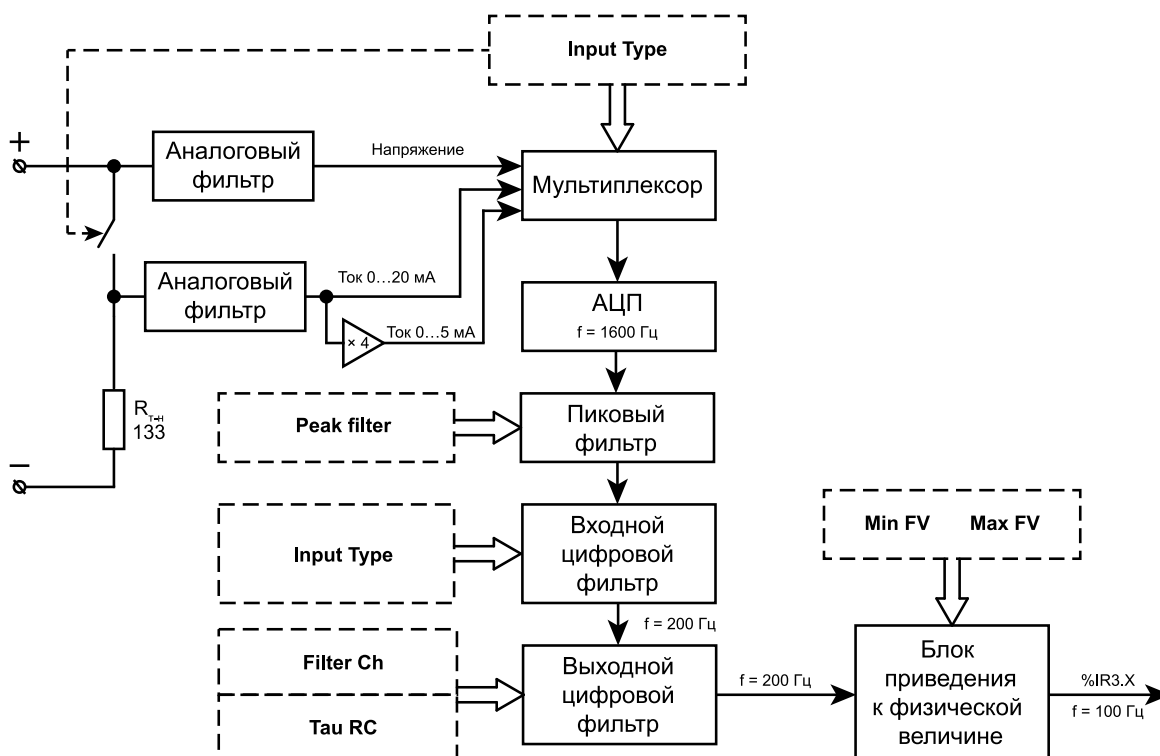 Input Type
+
Аналоговый
фильтр
Напряжение
Мультиплексор
Аналоговый
фильтр
Ток 0...20 мА
× 4
Ток 0...5 мА
АЦП
f = 1600 Гц
R т-н
133
–
Peak filter
Пиковый
фильтр
Input Type
Входной
цифровой
фильтр
Min FV Max FV
f = 200 Гц
Filter Ch
Tau RC
Выходной
цифровой
фильтр
f = 200 Гц
Блок
приведения
к физической
величине
%IR3.X
f = 100 Гц